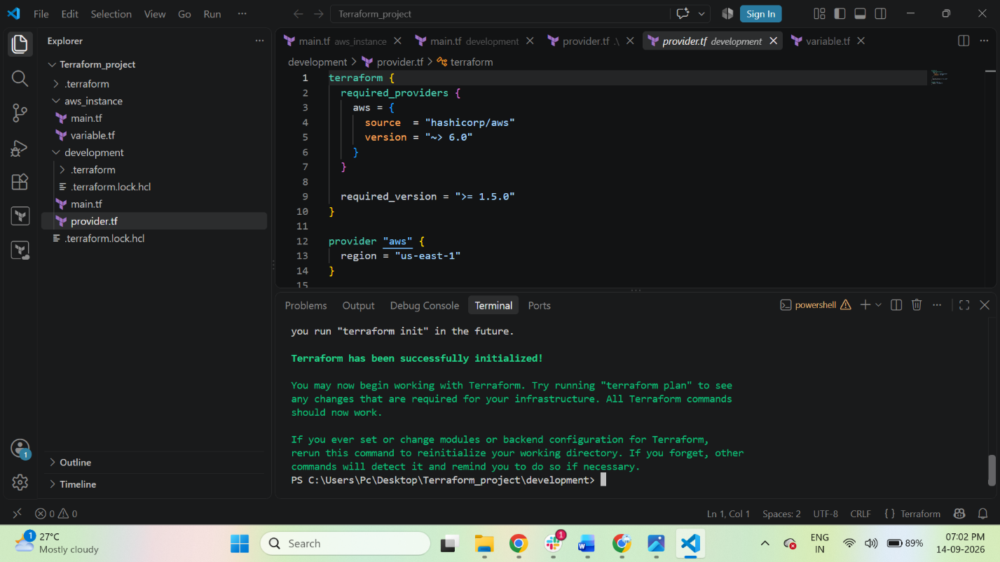 File Edit Selection View Go Run ···
Terraform_project
Sign In
Explorer
Terraform_project
.terraform
aws_instance
main.tf
variable.tf
development
.terraform
.terraform.lock.hcl
main.tf
provider.tf
.terraform.lock.hcl
Outline
Timeline
1
main.tf aws_instance
main.tf development
provider.tf .\
provider.tf development
variable.tf
development > provider.tf > terraform
1 terraform {
2 required_providers {
3 aws = {
4 source = "hashicorp/aws"
5 version = "~> 6.0"
6 }
7 }
8
9 required_version = ">= 1.5.0"
10 }
11
12 provider "aws" {
13 region = "us-east-1"
14 }
15
Problems Output Debug Console Terminal Ports
powershell
you run "terraform init" in the future.
Terraform has been successfully initialized!
You may now begin working with Terraform. Try running "terraform plan" to see
any changes that are required for your infrastructure. All Terraform commands
should now work.
If you ever set or change modules or backend configuration for Terraform,
rerun this command to reinitialize your working directory. If you forget, other
commands will detect it and remind you to do so if necessary.
PS C:\Users\Pc\Desktop\Terraform_project\development>
0 0
Ln 1, Col 1 Spaces: 2 UTF-8 CRLF {} Terraform
1
27°C
Mostly cloudy
Search
1
ENG
IN
89%
07:02 PM
14-09-2026